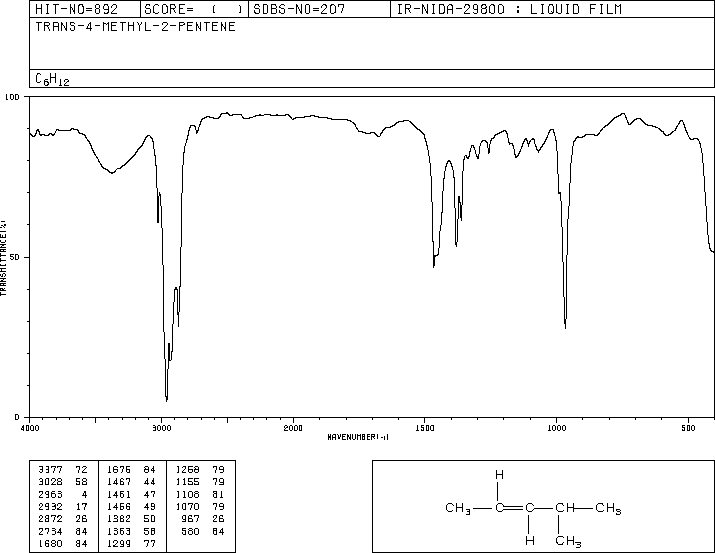 HIT-NO=892 SCORE= ( ) SDBS-NO=207 IR-NIDA-29800 : LIQUID FILM
TRANS-4-METHYL-2-PENTENE
C6H12
100
50
0
TRANSMITTANCE(%)
4000 3000 2000 1500 1000 500
WAVENUMBER(-1)
3377 72 1676 84 1258 79
3028 58 1467 44 1155 79
2963 4 1461 47 1108 81
2932 17 1456 49 1070 79
2872 26 1382 50 967 26
2734 84 1363 58 580 84
1680 84 1299 77
H
CH3 C C CH CH3
H CH3